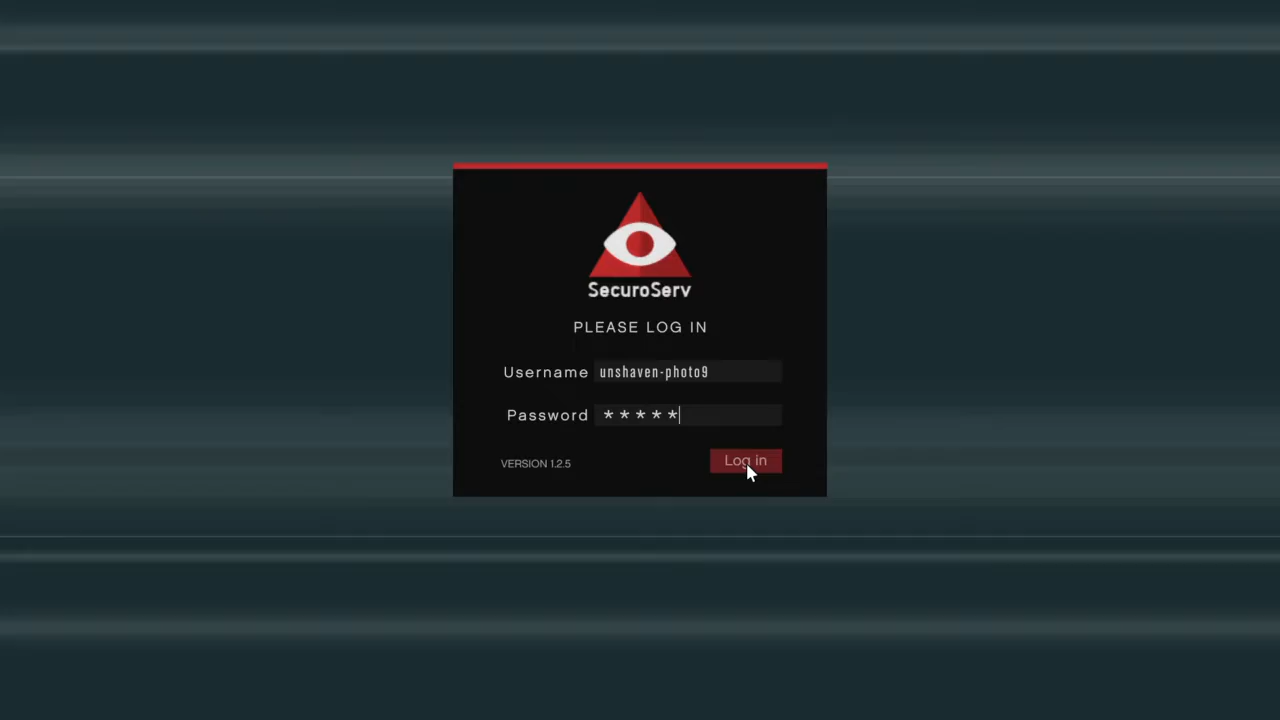 SecuroServ
PLEASE LOG IN
Username unshaven-photo9
Password *****
VERSION 1.2.5 Log in